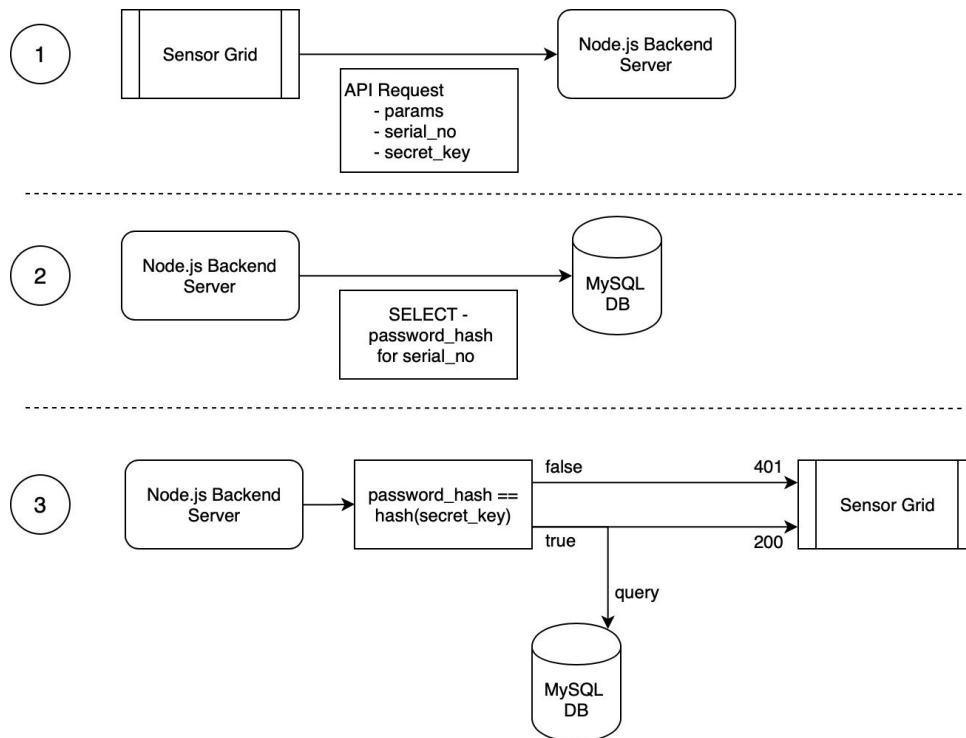 1
Sensor Grid
Node.js Backend
Server
API Request
- params
- serial_no
- secret_key
2
Node.js Backend
Server
SELECT -
password_hash
for serial_no
MySQL
DB
3
Node.js Backend
Server
password_hash ==
hash(secret_key)
false
401
true
200
Sensor Grid
query
MySQL
DB